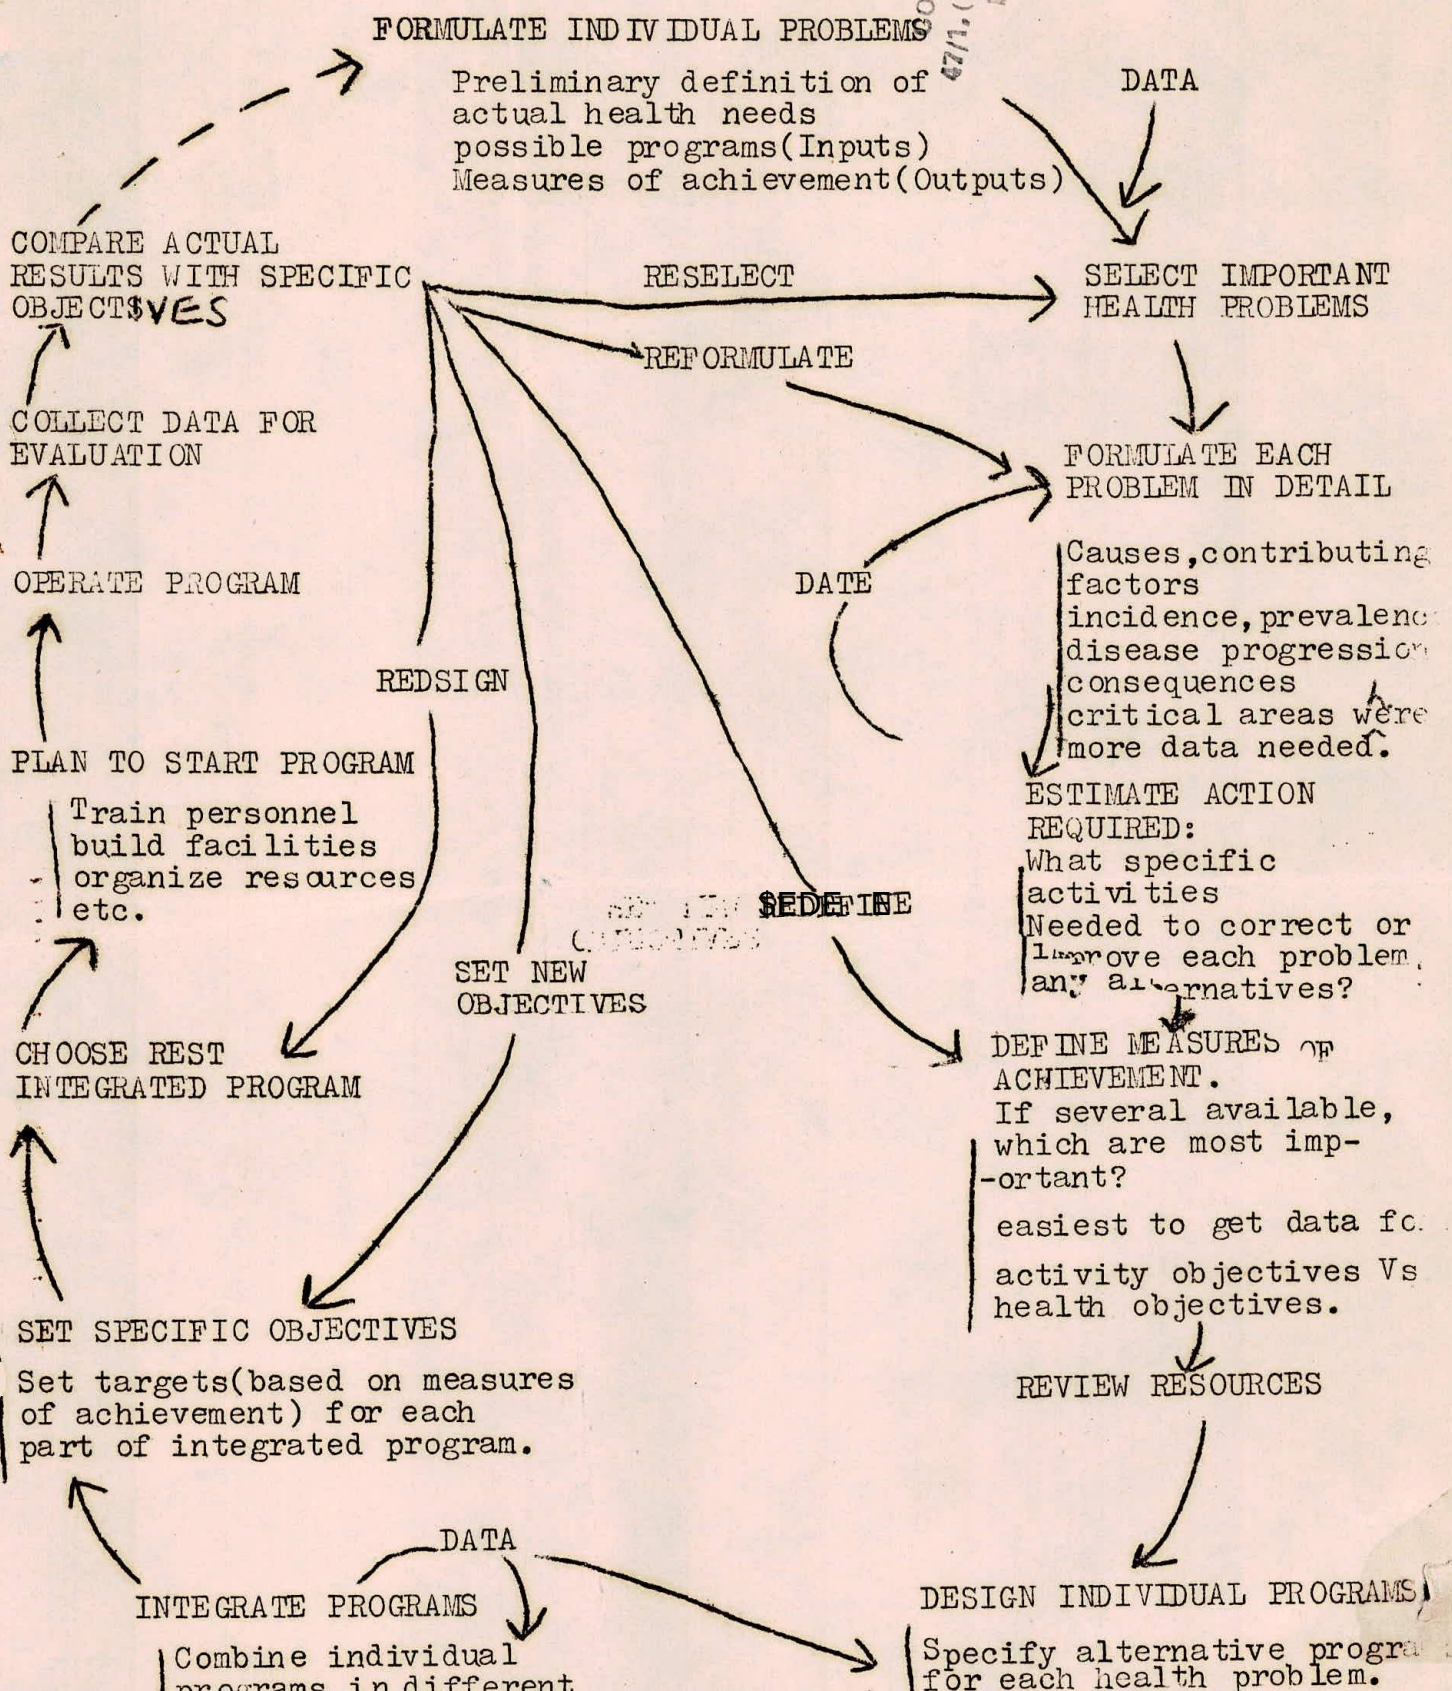 FORMULATE INDIVIDUAL PROBLEMS
47/1,(
Preliminary definition of
actual health needs
possible programs(Inputs)
Measures of achievement(Outputs)
DATA
COMPARE ACTUAL
RESULTS WITH SPECIFIC
OBJECT$VES
RESELECT
SELECT IMPORTANT
HEALTH PROBLEMS
REFORMULATE
COLLECT DATA FOR
EVALUATION
FORMULATE EACH
PROBLEM IN DETAIL
Causes,contributing
factors
incidence,prevalenc
disease progression
consequences
critical areas were
h
more data needed.
DATE
OPERATE PROGRAM
REDSIGN
PLAN TO START PROGRAM
Train personnel
build facilities
organize resources
etc.
ESTIMATE ACTION
REQUIRED:
What specific
activities
Needed to correct or
improve each problem,
any alternatives?
SET NEW
OBJECTIVES
CHOOSE REST
INTEGRATED PROGRAM
DEFINE MEASURES OF
ACHIEVEMENT.
If several available,
which are most imp-
-ortant?
easiest to get data fo
activity objectives Vs
health objectives.
SET SPECIFIC OBJECTIVES
Set targets(based on measures
of achievement) for each
part of integrated program.
REVIEW RESOURCES
DATA
INTEGRATE PROGRAMS
Combine individual
programs in different
DESIGN INDIVIDUAL PROGRAMS
Specify alternative progra
for each health problem.